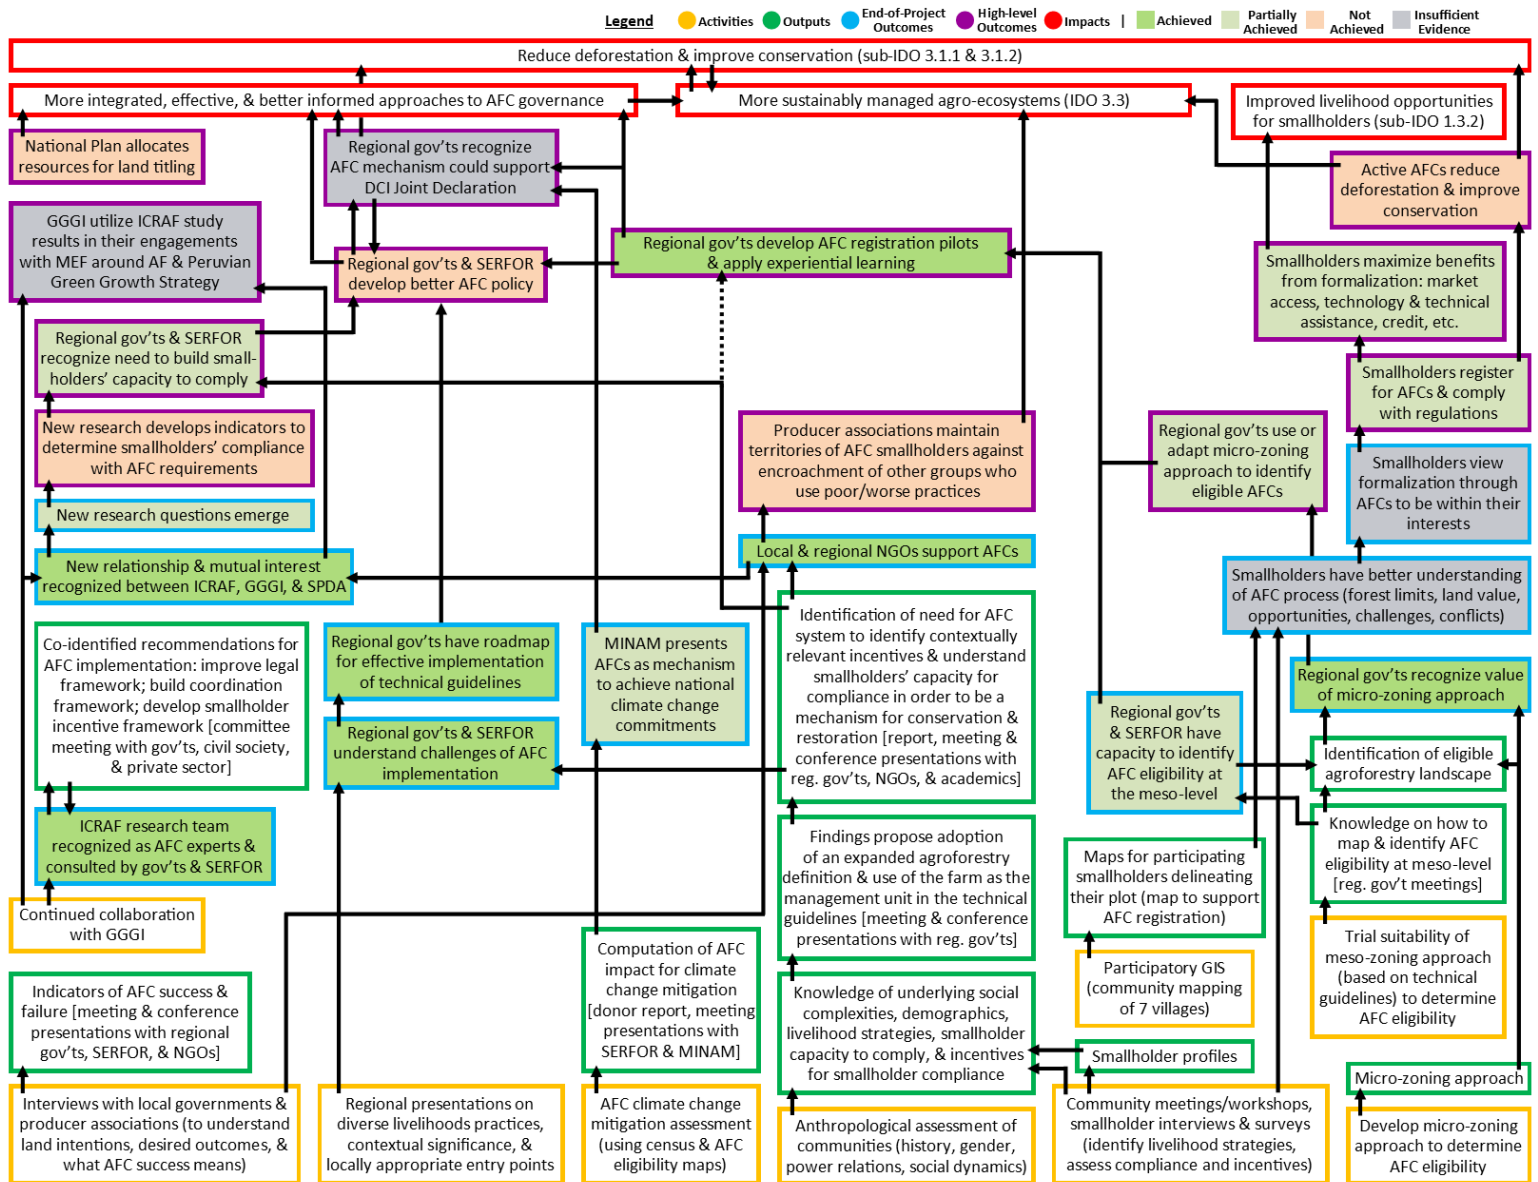 Legend
Activities
Outputs
End-of-Project
Outcomes
High-level
Outcomes
Impacts
|
Achieved
Partially
Achieved
Not
Achieved
Insufficient
Evidence
Reduce deforestation & improve conservation (sub-IDO 3.1.1 & 3.1.2)
More integrated, effective, & better informed approaches to AFC governance
More sustainably managed agro-ecosystems (IDO 3.3)
Improved livelihood opportunities
for smallholders (sub-IDO 1.3.2)
National Plan allocates
resources for land titling
Regional gov'ts recognize
AFC mechanism could support
DCI Joint Declaration
Active AFCs reduce
deforestation & improve
conservation
GGGI utilize ICRAF study
results in their engagements
with MEF around AF & Peruvian
Green Growth Strategy
Regional gov'ts & SERFOR
develop better AFC policy
Regional gov'ts develop AFC registration pilots
& apply experiential learning
Smallholders maximize benefits
from formalization: market
access, technology & technical
assistance, credit, etc.
Regional gov'ts & SERFOR
recognize need to build small-
holders' capacity to comply
Smallholders register
for AFCs & comply
with regulations
New research develops indicators to
determine smallholders' compliance
with AFC requirements
Producer associations maintain
territories of AFC smallholders against
encroachment of other groups who
use poor/worse practices
Regional gov'ts use or
adapt micro-zoning
approach to identify
eligible AFCs
Smallholders view
formalization through
AFCs to be within their
interests
New research questions emerge
New relationship & mutual interest
recognized between ICRAF, GGGI, & SPDA
Local & regional NGOs support AFCs
Smallholders have better understanding
of AFC process (forest limits, land value,
opportunities, challenges, conflicts)
Co-identified recommendations for
AFC implementation: improve legal
framework; build coordination
framework; develop smallholder
incentive framework [committee
meeting with gov'ts, civil society,
& private sector]
Regional gov'ts have roadmap
for effective implementation
of technical guidelines
MINAM presents
AFCs as mechanism
to achieve national
climate change
commitments
Identification of need for AFC
system to identify contextually
relevant incentives & understand
smallholders' capacity for
compliance in order to be a
mechanism for conservation &
restoration [report, meeting &
conference presentations with
reg. gov'ts, NGOs, & academics]
Regional gov'ts recognize value
of micro-zoning approach
Regional gov'ts
& SERFOR have
capacity to identify
AFC eligibility at
the meso-level
Regional gov'ts & SERFOR
understand challenges of AFC
implementation
Identification of eligible
agroforestry landscape
ICRAF research team
recognized as AFC experts &
consulted by gov'ts & SERFOR
Findings propose adoption
of an expanded agroforestry
definition & use of the farm as the
management unit in the technical
guidelines [meeting & conference
presentations with reg. gov'ts]
Maps for participating
smallholders delineating
their plot (map to support
AFC registration)
Knowledge on how to
map & identify AFC
eligibility at meso-level
[reg. gov't meetings]
Continued collaboration
with GGGI
Computation of AFC
impact for climate
change mitigation
[donor report, meeting
presentations with
SERFOR & MINAM]
Participatory GIS
(community mapping
of 7 villages)
Trial suitability of
meso-zoning approach
(based on technical
guidelines) to determine
AFC eligibility
Indicators of AFC success &
failure [meeting & conference
presentations with regional
gov'ts, SERFOR, & NGOs]
Knowledge of underlying social
complexities, demographics,
livelihood strategies, smallholder
capacity to comply, & incentives
for smallholder compliance
Smallholder profiles
Micro-zoning approach
Interviews with local governments &
producer associations (to understand
land intentions, desired outcomes, &
what AFC success means)
Regional presentations on
diverse livelihoods practices,
contextual significance, &
locally appropriate entry points
AFC climate change
mitigation assessment
(using census & AFC
eligibility maps)
Anthropological assessment of
communities (history, gender,
power relations, social dynamics)
Community meetings/workshops,
smallholder interviews & surveys
(identify livelihood strategies,
assess compliance and incentives)
Develop micro-zoning
approach to determine
AFC eligibility